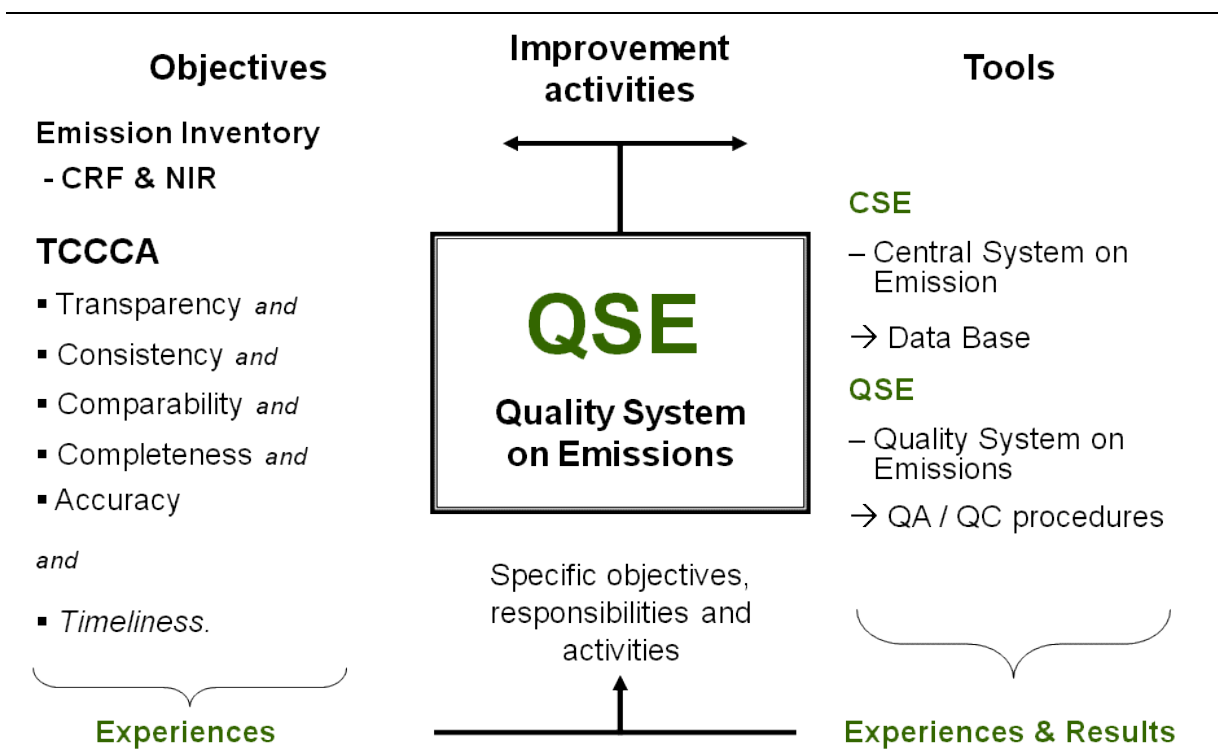 Objectives
Emission Inventory
- CRF & NIR
TCCCA
▪ Transparency and
▪ Consistency and
▪ Comparability and
▪ Completeness and
▪ Accuracy
and
▪ Timeliness.
Experiences
Improvement
activities
QSE
Quality System
on Emissions
Specific objectives,
responsibilities and
activities
Tools
CSE
– Central System on
Emission
→ Data Base
QSE
– Quality System on
Emissions
→ QA / QC procedures
Experiences & Results